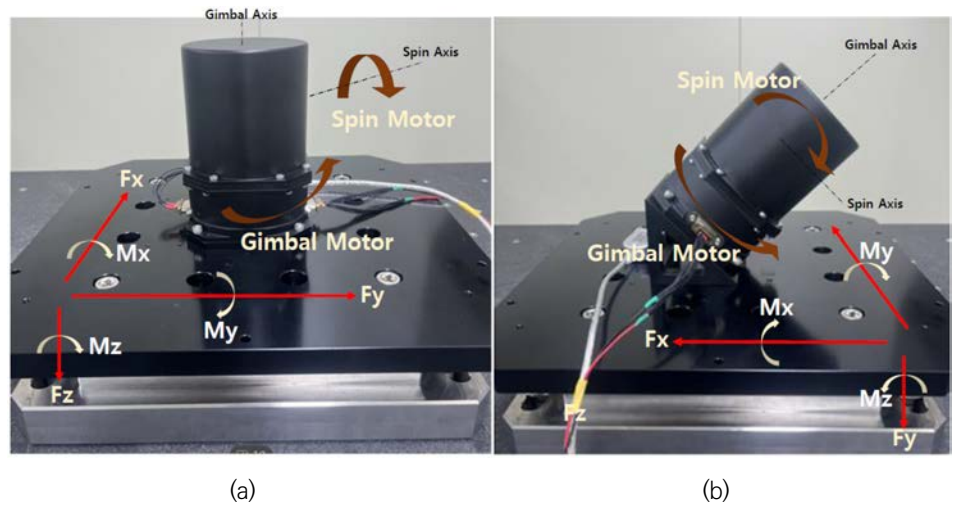 Gimbal Axis
Spin Axis
Spin Motor
Fx
Gimbal Motor
Mx
Fy
My
Mz
Fz
Gimbal Axis
Spin Motor
Spin Axis
Gimbal Motor
My
Mx
Fx
Mz
Fz
Fy
(a)
(b)